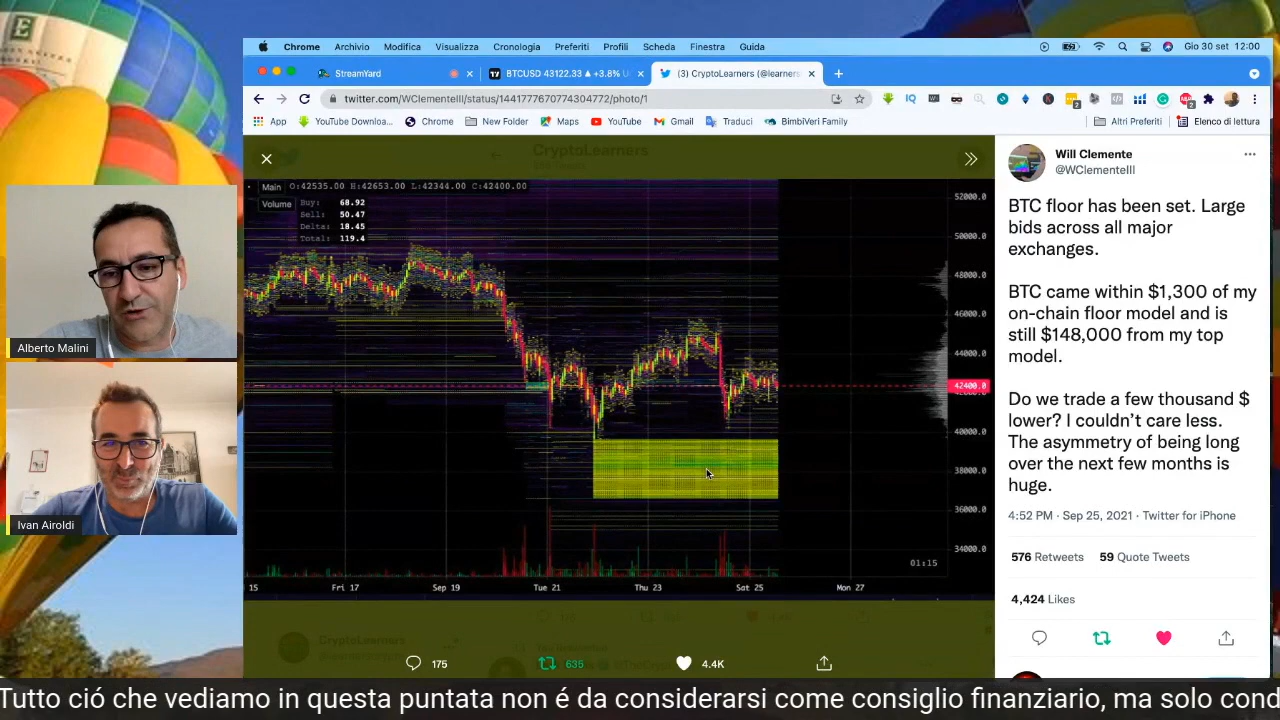 Chrome Archivio Modifica Visualizza Cronologia Preferiti Profili Scheda Finestra Guida Gio 30 set 12:00
StreamYard BTCUSD 43122.33 ▲ +3.8% U (3) CryptoLearners (@learners
twitter.com/WClementeIII/status/1441777670774304772/photo/1
App YouTube Downloa... Chrome New Folder Maps YouTube Gmail Traduci BimbiVeri Family Altri Preferiti Elenco di lettura
CryptoLearners
Main O:42535.00 H:42653.00 L:42344.00 C:42400.00
Volume
Buy: 68.92
Sell: 50.47
Delta: 18.45
Total: 119.4
52000.0
50000.0
48000.0
46000.0
44000.0
42400.0
40000.0
38000.0
36000.0
34000.0
01:15
15 Fri 17 Sep 19 Tue 21 Thu 23 Sat 25 Mon 27
CryptoLearners
175 635 4.4K
Will Clemente
@WClementeIII
BTC floor has been set. Large
bids across all major
exchanges.
BTC came within $1,300 of my
on-chain floor model and is
still $148,000 from my top
model.
Do we trade a few thousand $
lower? I couldn't care less.
The asymmetry of being long
over the next few months is
huge.
4:52 PM · Sep 25, 2021 · Twitter for iPhone
576 Retweets 59 Quote Tweets
4,424 Likes
Alberto Malini
Ivan Airoldi
Tutto ció che vediamo in questa puntata non é da considerarsi come consiglio finanziario, ma solo cond